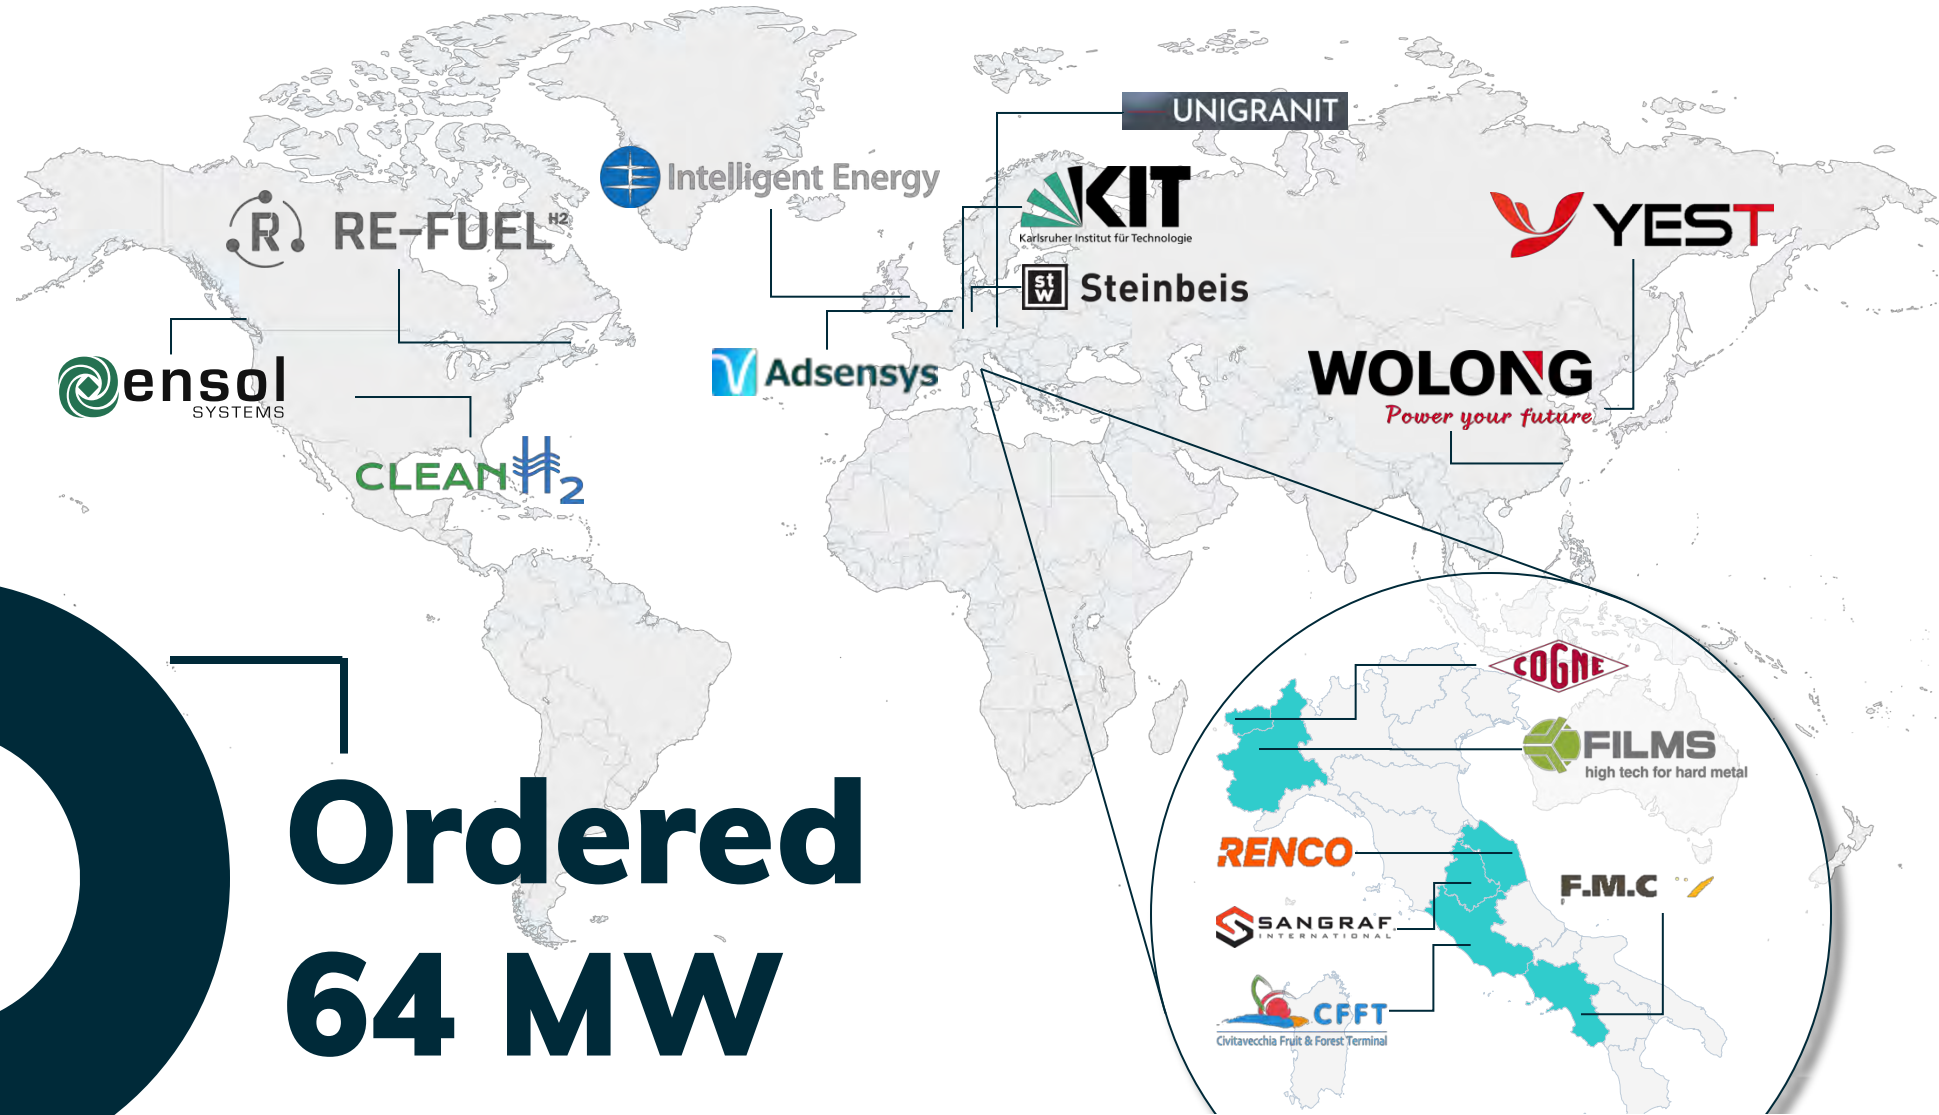 UNIGRANIT
Intelligent Energy
KIT
Karlsruher Institut für Technologie
R RE-FUEL H2
YEST
stw Steinbeis
WOLONG
Power your future
ensol
SYSTEMS
Adsensys
CLEAN H2
COGNE
FILMS
high tech for hard metal
Ordered
64 MW
RENCO
F.M.C
SANGRAF
INTERNATIONAL
CFFT
Civitavecchia Fruit & Forest Terminal